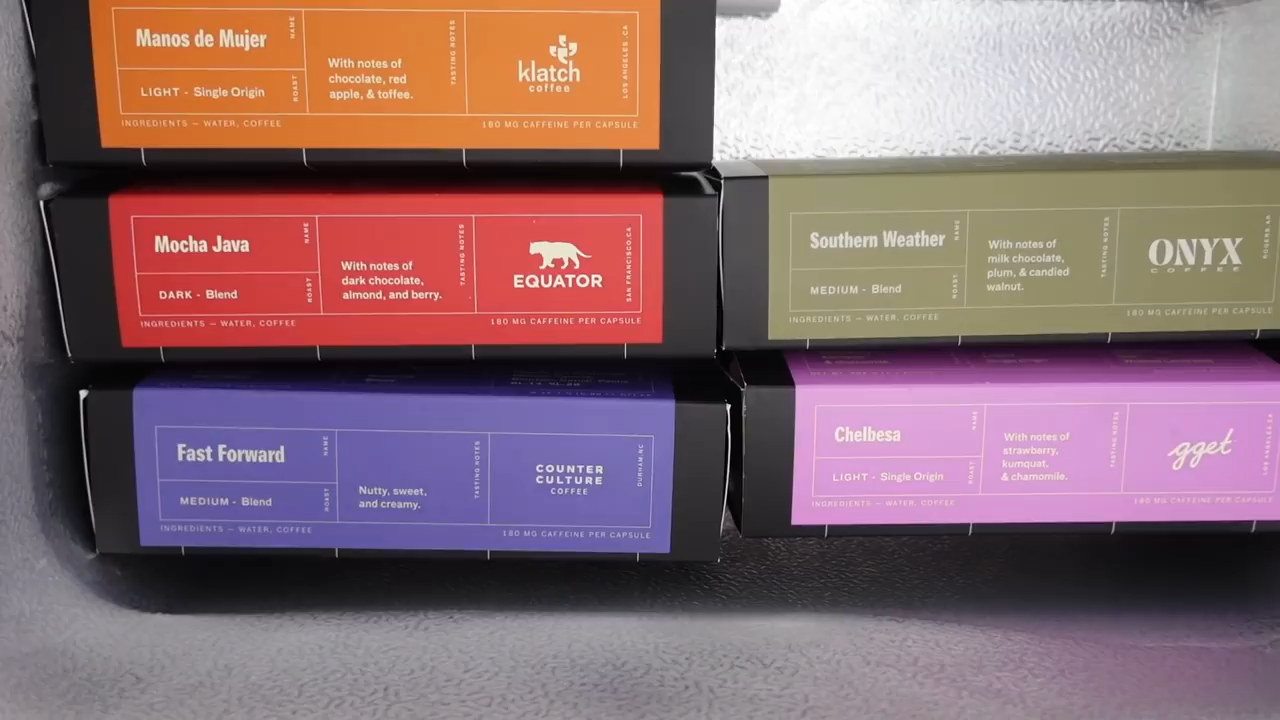 Manos de Mujer
NAME
LIGHT - Single Origin
ROAST
With notes of
chocolate, red
apple, & toffee.
TASTING NOTES
klatch
coffee
LOS ANGELES, CA
INGREDIENTS — WATER, COFFEE
180 MG CAFFEINE PER CAPSULE
Mocha Java
NAME
DARK - Blend
ROAST
With notes of
dark chocolate,
almond, and berry.
TASTING NOTES
EQUATOR
SAN FRANCISCO, CA
INGREDIENTS — WATER, COFFEE
180 MG CAFFEINE PER CAPSULE
Southern Weather
NAME
MEDIUM - Blend
ROAST
With notes of
milk chocolate,
plum, & candied
walnut.
TASTING NOTES
ONYX
COFFEE
ROGERS, AR
INGREDIENTS — WATER, COFFEE
180 MG CAFFEINE PER CAPSULE
Fast Forward
NAME
MEDIUM - Blend
ROAST
Nutty, sweet,
and creamy.
TASTING NOTES
COUNTER
CULTURE
COFFEE
DURHAM, NC
INGREDIENTS — WATER, COFFEE
180 MG CAFFEINE PER CAPSULE
Chelbesa
NAME
LIGHT - Single Origin
ROAST
With notes of
strawberry,
kumquat,
& chamomile.
TASTING NOTES
gget
LOS ANGELES, CA
INGREDIENTS — WATER, COFFEE
180 MG CAFFEINE PER CAPSULE